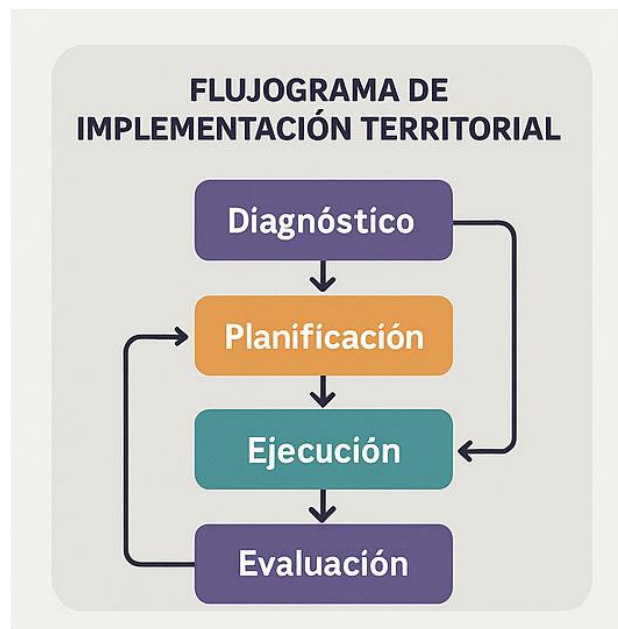 FLUJOGRAMA DE
IMPLEMENTACIÓN TERRITORIAL
Diagnóstico
Planificación
Ejecución
Evaluación